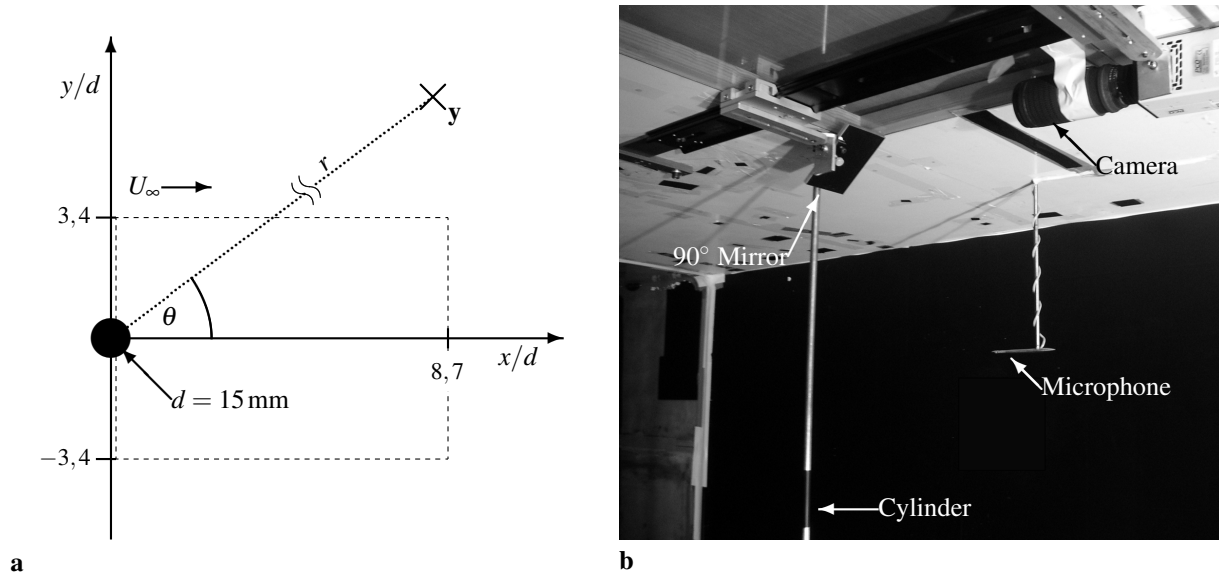 y/d
y
r
U∞
3,4
θ
x/d
8,7
d = 15 mm
−3,4
a
Camera
90° Mirror
Microphone
Cylinder
b